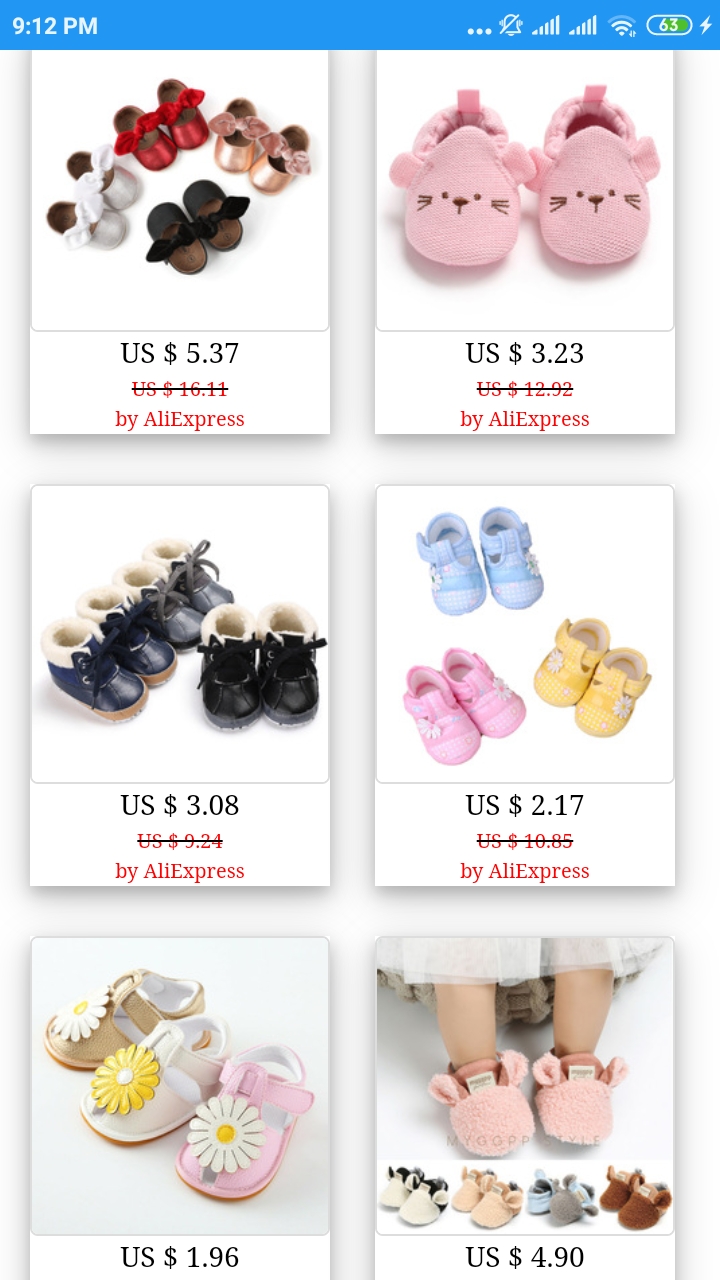 9:12 PM
63
US $ 5.37
US $ 16.11
by AliExpress
US $ 3.23
US $ 12.92
by AliExpress
US $ 3.08
US $ 9.24
by AliExpress
US $ 2.17
US $ 10.85
by AliExpress
MYGGPP STYLE
US $ 1.96
US $ 4.90